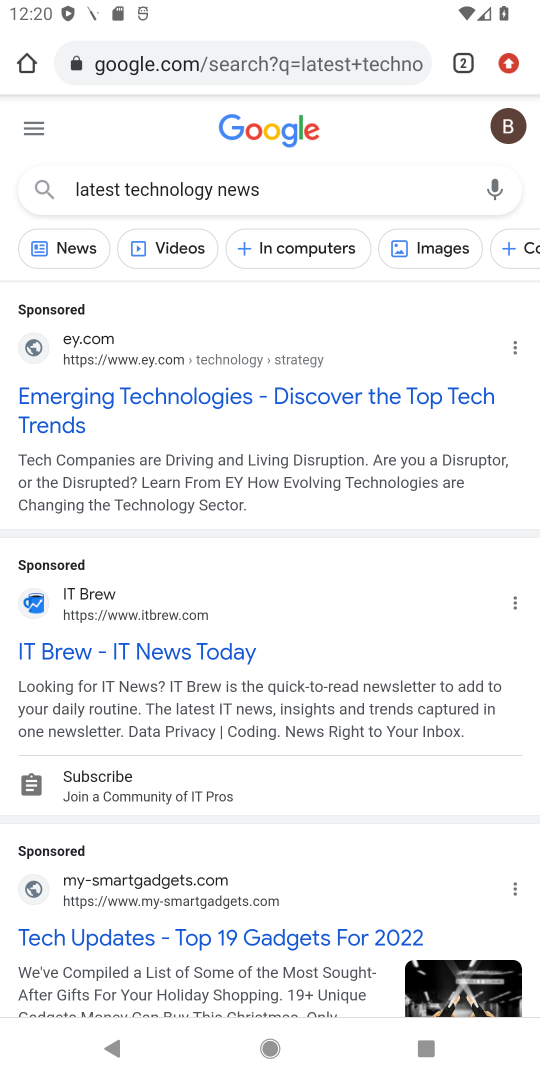 12:20
google.com/search?q=latest+techno
2
Google
B
latest technology news
News
Videos
In computers
Images
Sponsored
ey.com
https://www.ey.com › technology › strategy
Emerging Technologies - Discover the Top Tech
Trends
Tech Companies are Driving and Living Disruption. Are you a Disruptor,
or the Disrupted? Learn From EY How Evolving Technologies are
Changing the Technology Sector.
Sponsored
IT Brew
https://www.itbrew.com
IT Brew - IT News Today
Looking for IT News? IT Brew is the quick-to-read newsletter to add to
your daily routine. The latest IT news, insights and trends captured in
one newsletter. Data Privacy | Coding. News Right to Your Inbox.
Subscribe
Join a Community of IT Pros
Sponsored
my-smartgadgets.com
https://www.my-smartgadgets.com
Tech Updates - Top 19 Gadgets For 2022
We've Compiled a List of Some of the Most Sought-
After Gifts For Your Holiday Shopping. 19+ Unique
Gadgets Money Can Buy This Christmas. Only